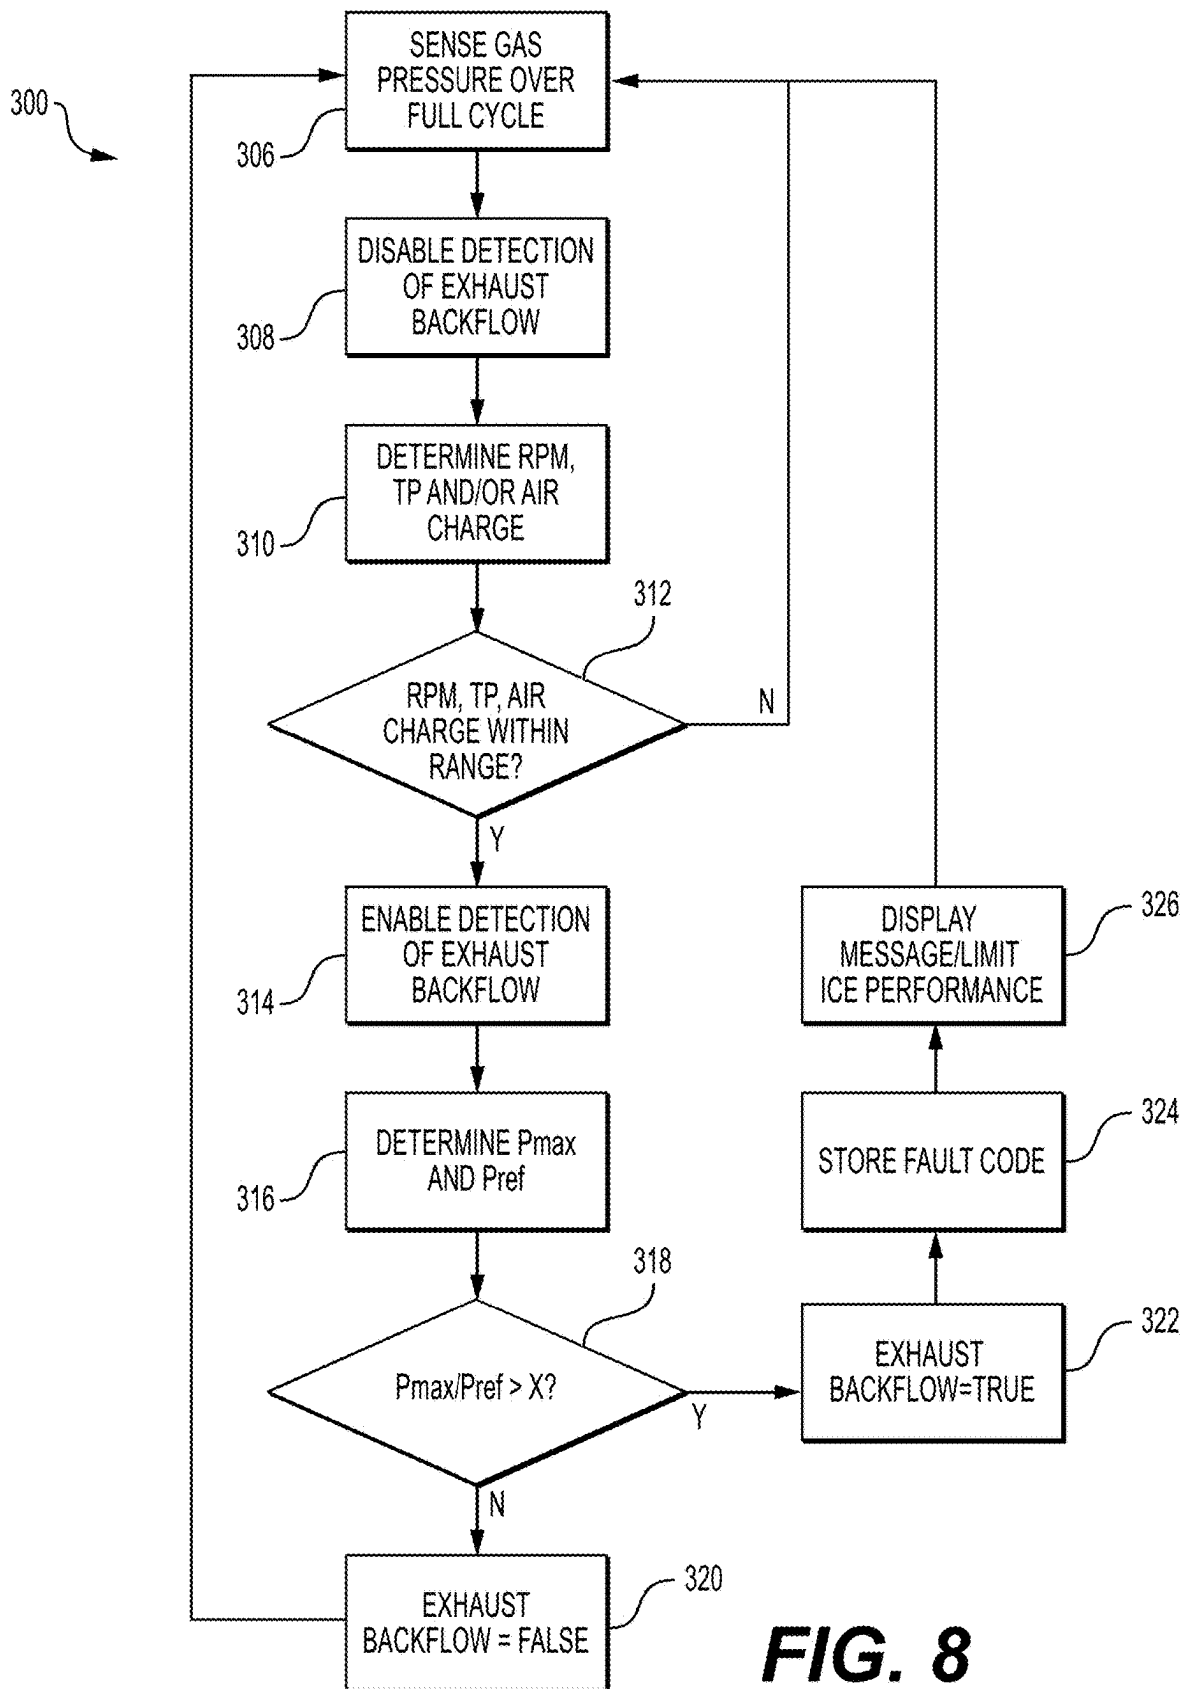 300
SENSE GAS
PRESSURE OVER
FULL CYCLE
306
DISABLE DETECTION
OF EXHAUST
BACKFLOW
308
DETERMINE RPM,
TP AND/OR AIR
CHARGE
310
312
RPM, TP, AIR
CHARGE WITHIN
RANGE?
N
Y
ENABLE DETECTION
OF EXHAUST
BACKFLOW
314
DETERMINE Pmax
AND Pref
316
318
Pmax/Pref > X?
Y
N
EXHAUST
BACKFLOW = FALSE
320
EXHAUST
BACKFLOW=TRUE
322
STORE FAULT CODE
324
DISPLAY
MESSAGE/LIMIT
ICE PERFORMANCE
326
FIG. 8